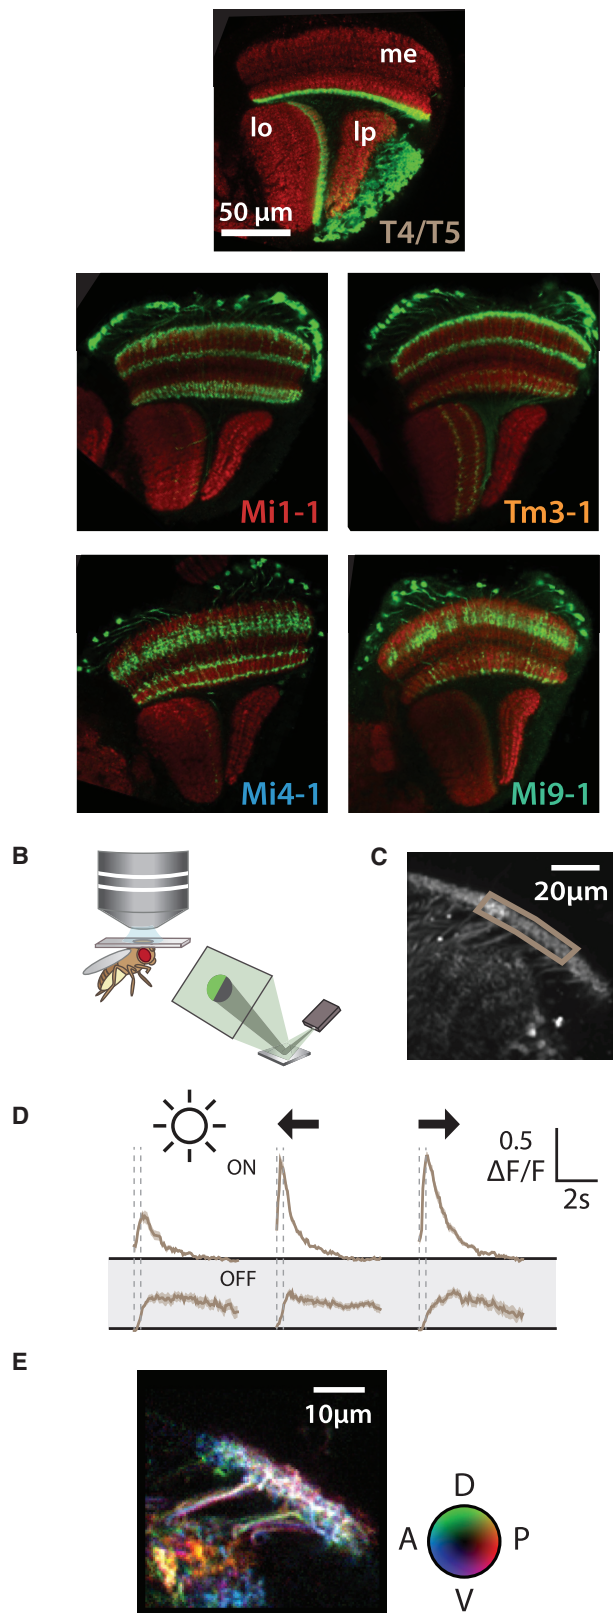 me
lo
lp
50 μm
T4/T5
Mi1-1
Tm3-1
Mi4-1
Mi9-1
B
C
20μm
D
ON
0.5
ΔF/F
2s
OFF
E
10μm
D
A
P
V